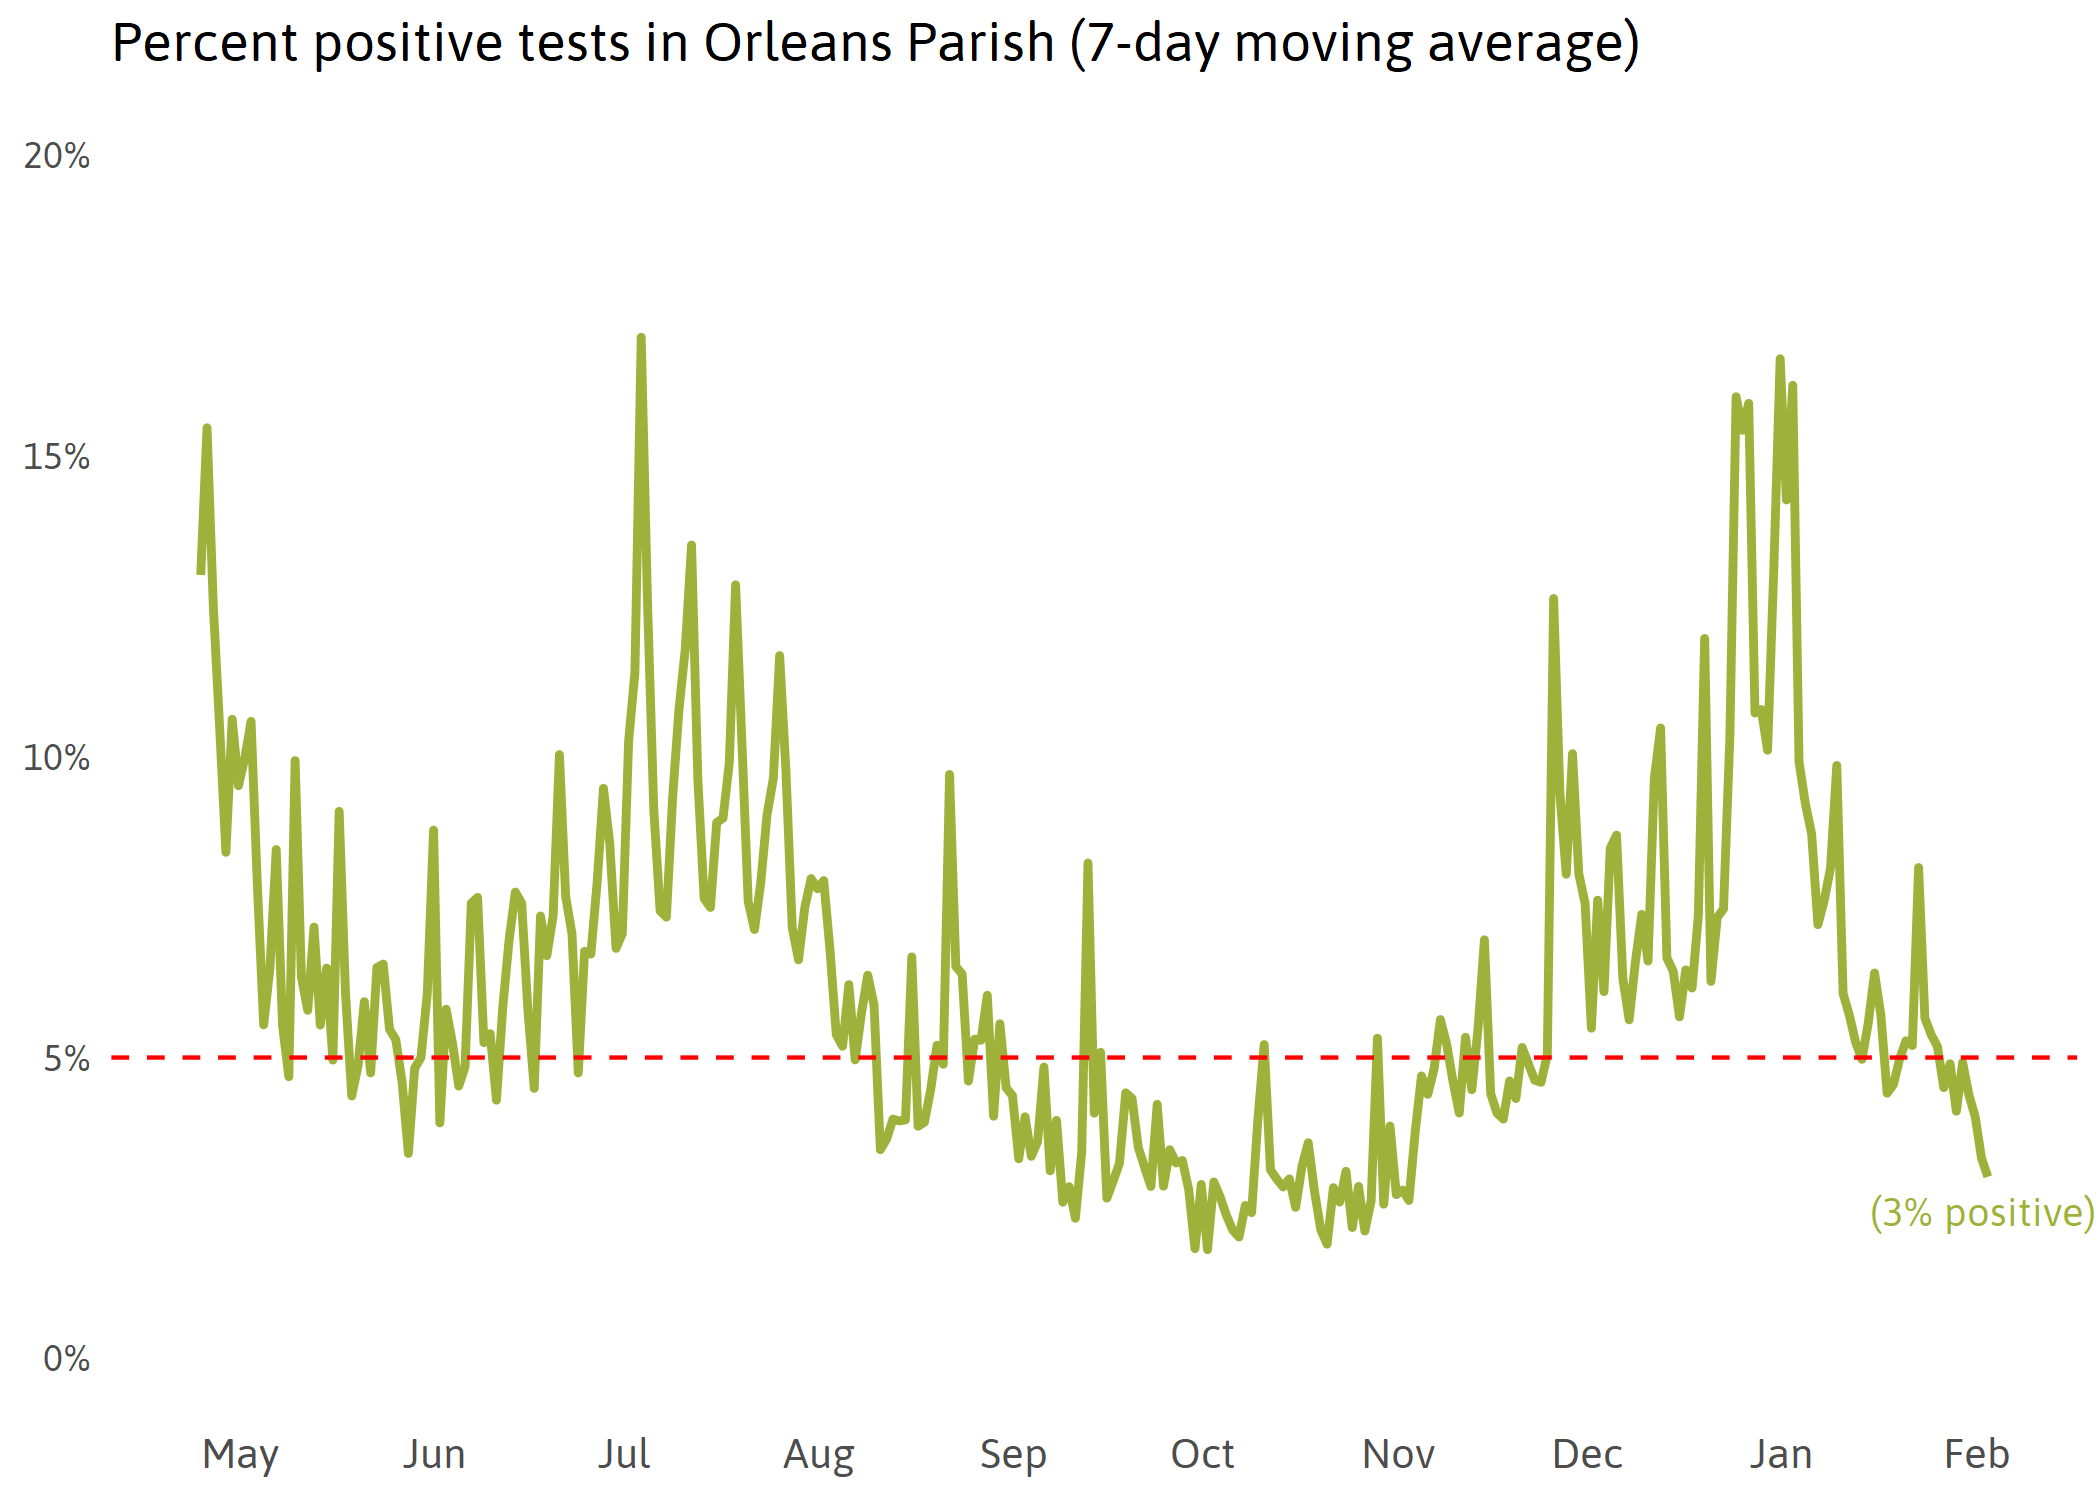 Percent positive tests in Orleans Parish (7-day moving average)
20%
15%
10%
5%
0%
(3% positive)
May Jun Jul Aug Sep Oct Nov Dec Jan Feb